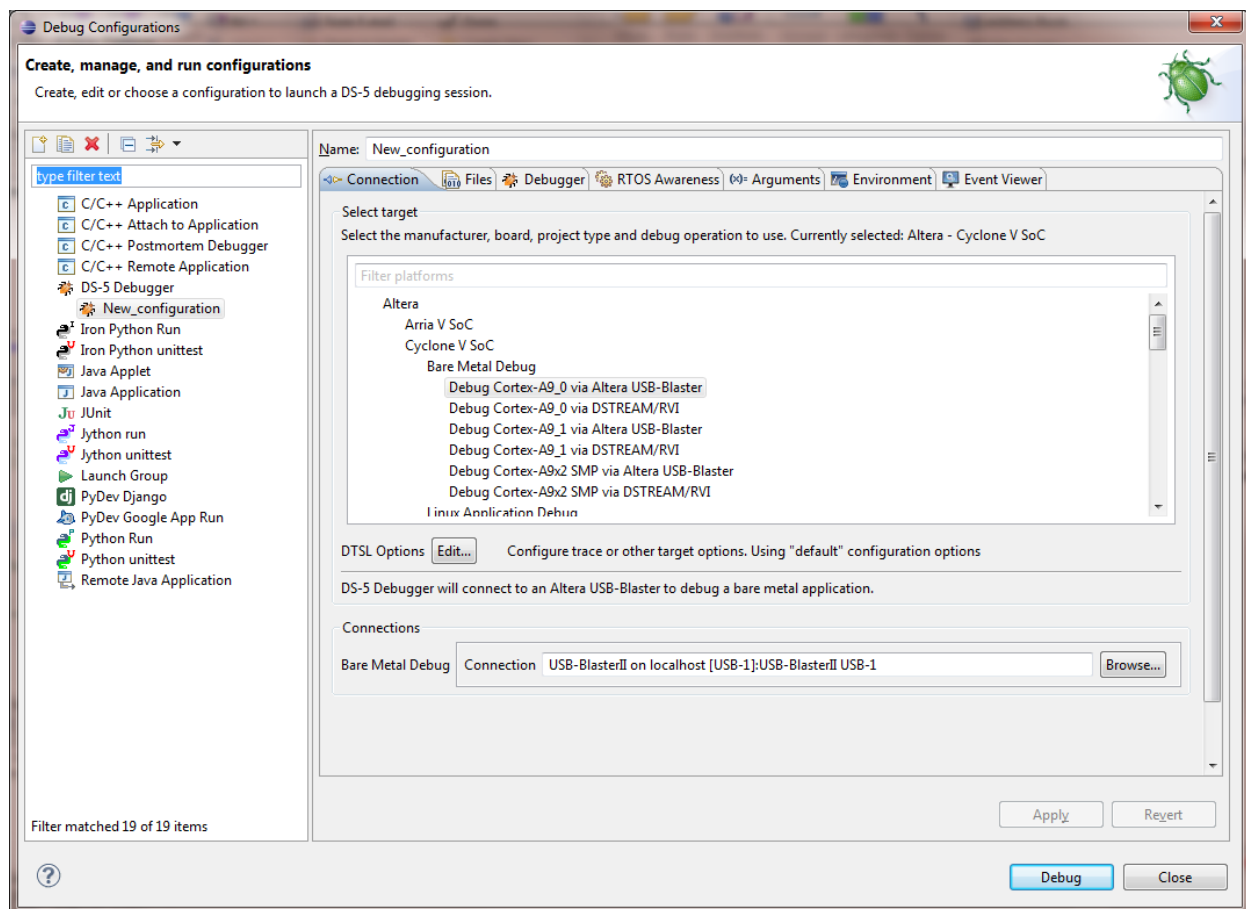 Debug Configurations
Create, manage, and run configurations
Create, edit or choose a configuration to launch a DS-5 debugging session.
type filter text
C/C++ Application
C/C++ Attach to Application
C/C++ Postmortem Debugger
C/C++ Remote Application
DS-5 Debugger
New_configuration
Iron Python Run
Iron Python unittest
Java Applet
Java Application
Ju JUnit
Jython run
Jython unittest
Launch Group
dj PyDev Django
PyDev Google App Run
Python Run
Python unittest
Remote Java Application
Filter matched 19 of 19 items
Name: New_configuration
Connection Files Debugger RTOS Awareness (x)= Arguments Environment Event Viewer
Select target
Select the manufacturer, board, project type and debug operation to use. Currently selected: Altera - Cyclone V SoC
Filter platforms
Altera
Arria V SoC
Cyclone V SoC
Bare Metal Debug
Debug Cortex-A9_0 via Altera USB-Blaster
Debug Cortex-A9_0 via DSTREAM/RVI
Debug Cortex-A9_1 via Altera USB-Blaster
Debug Cortex-A9_1 via DSTREAM/RVI
Debug Cortex-A9x2 SMP via Altera USB-Blaster
Debug Cortex-A9x2 SMP via DSTREAM/RVI
Linux Application Debug
DTSL Options Edit... Configure trace or other target options. Using "default" configuration options
DS-5 Debugger will connect to an Altera USB-Blaster to debug a bare metal application.
Connections
Bare Metal Debug Connection USB-BlasterII on localhost [USB-1]:USB-BlasterII USB-1 Browse...
Apply Revert
? Debug Close